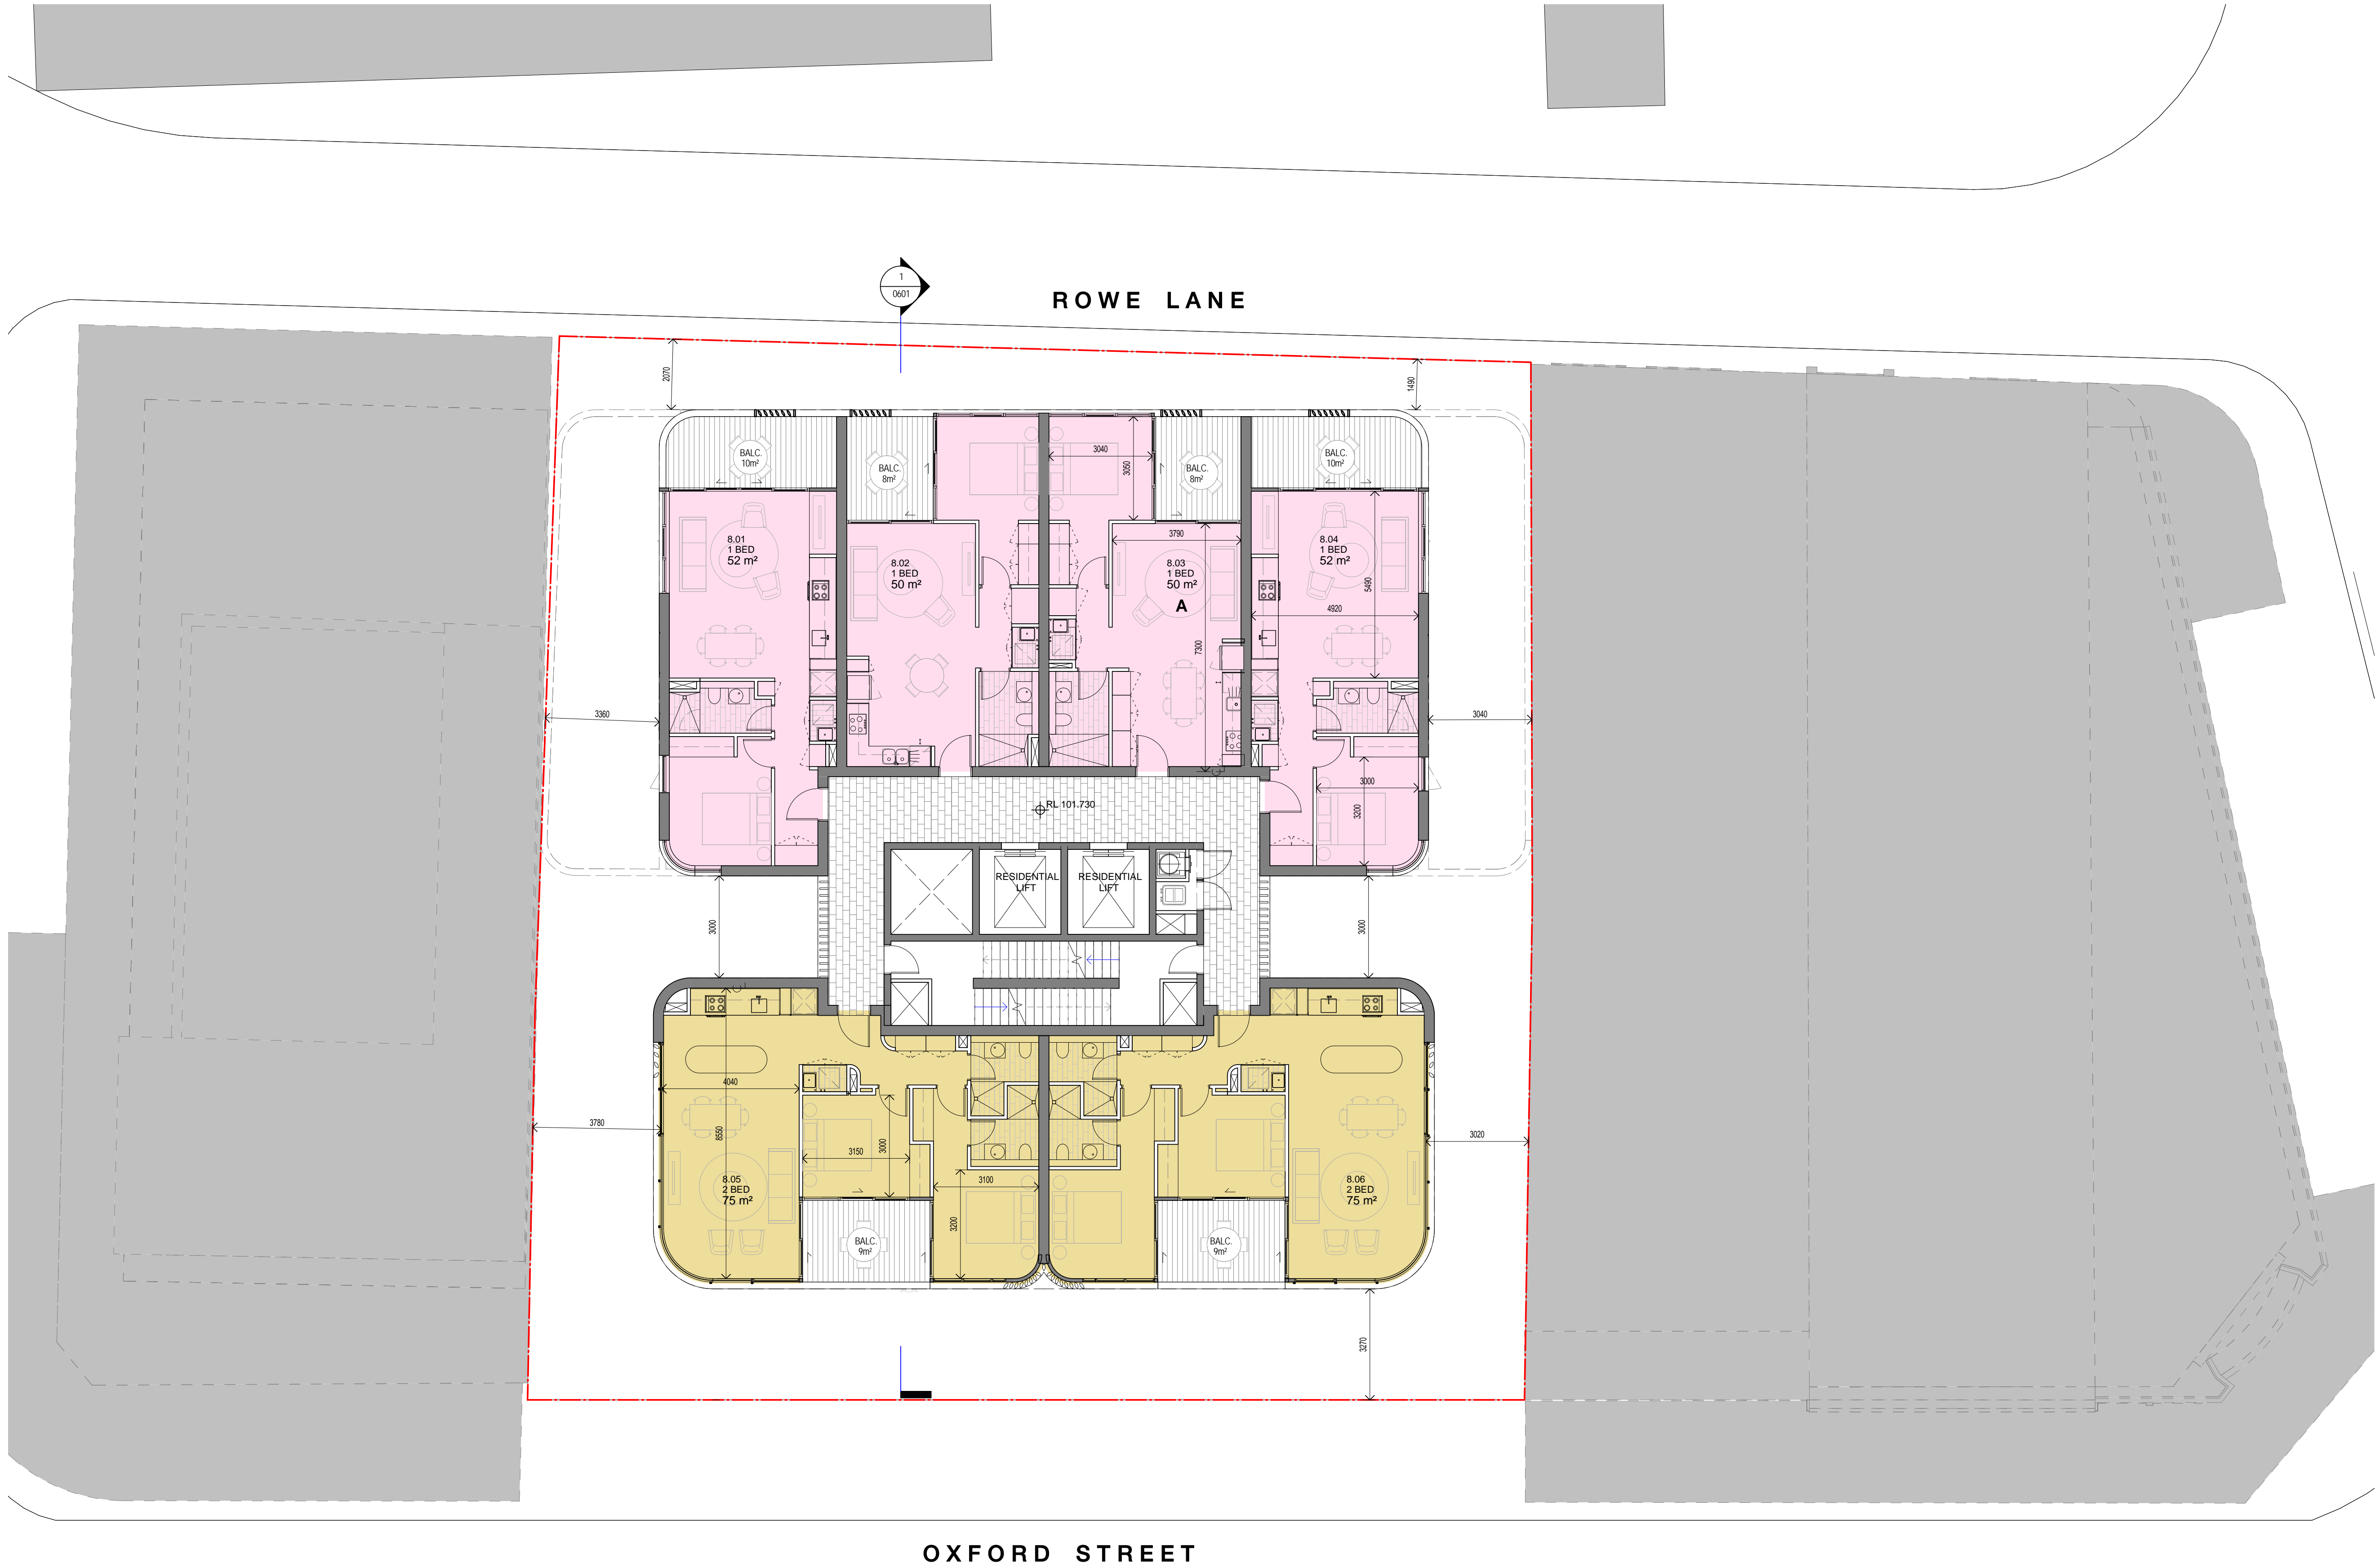 1
0601
ROWE LANE
2070
1490
BALC.
10m²
BALC.
8m²
3040
3050
BALC.
8m²
BALC.
10m²
8.01
1 BED
52 m²
8.02
1 BED
50 m²
3790
8.03
1 BED
50 m²
A
7300
8.04
1 BED
52 m²
5490
4920
3360
3040
3000
3200
RL 101.730
RESIDENTIAL
LIFT
RESIDENTIAL
LIFT
3000
3000
4040
8550
3780
3150
3000
3020
8.05
2 BED
75 m²
3100
3200
8.06
2 BED
75 m²
BALC.
9m²
BALC.
9m²
3270
OXFORD STREET